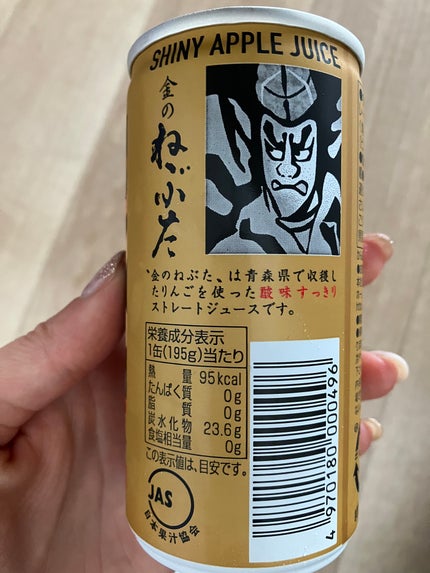 SHINY APPLE JUICE
金の
ねぶた
"金のねぶた、は青森県で収穫し
たりんごを使った酸味すっきり
ストレートジュースです。
栄養成分表示
1缶(195g)当たり
熱量 95kcal
たんぱく質 0g
脂質 0g
炭水化物 23.6g
食塩相当量 0g
この表示値は、目安です。
JAS
日本果汁協会
4 970180 000496